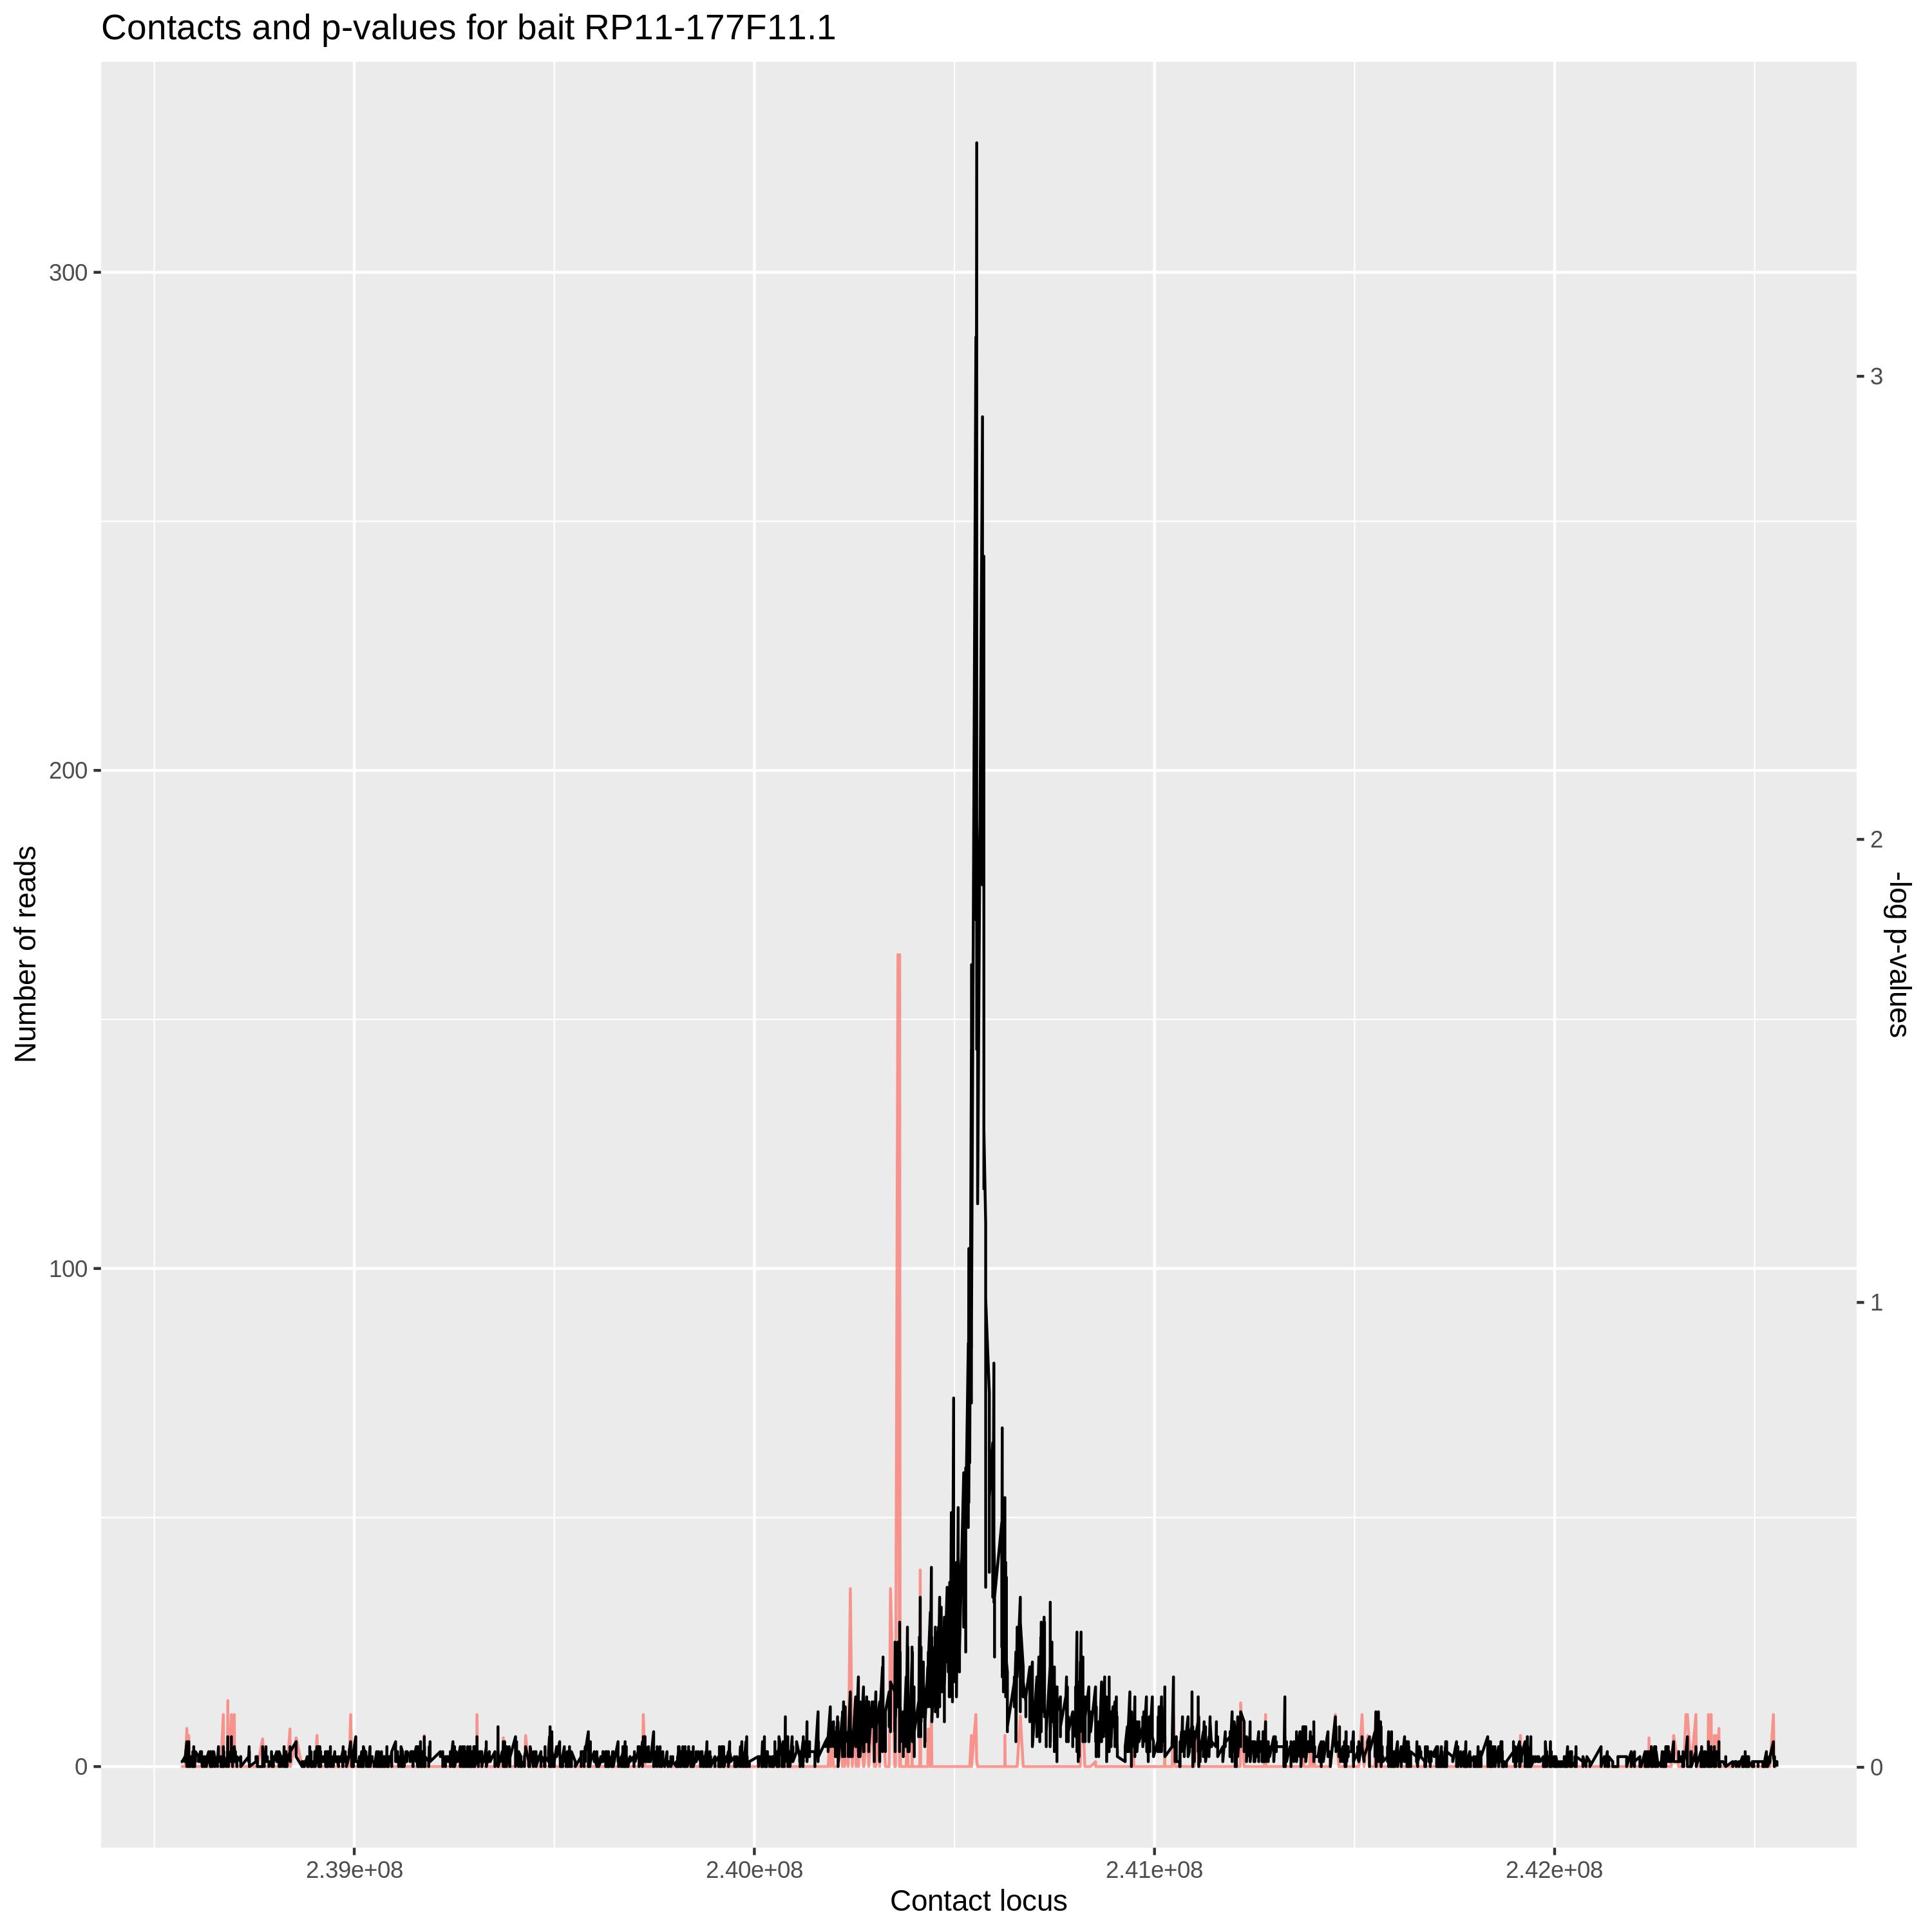 Contacts and p-values for bait RP11-177F11.1
300
200
100
0
Number of reads
3
2
1
0
-log p-values
2.39e+08
2.40e+08
2.41e+08
2.42e+08
Contact locus